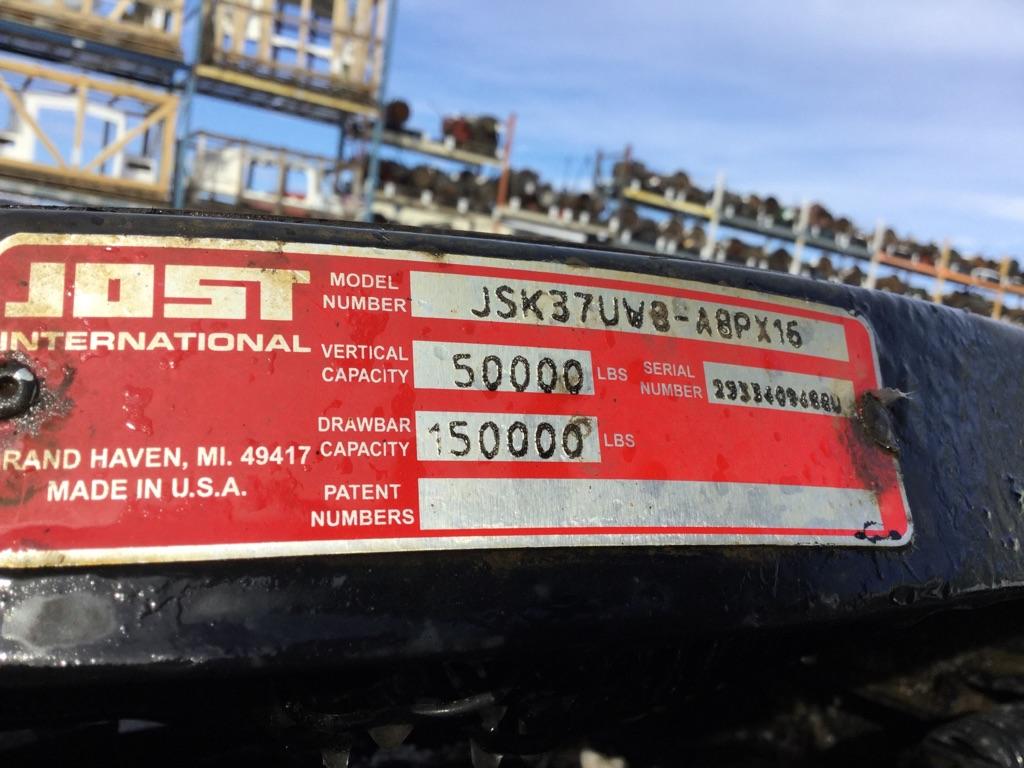 JOST
INTERNATIONAL
RAND HAVEN, MI. 49417
MADE IN U.S.A.
MODEL NUMBER JSK37UW8-A8PX16
VERTICAL CAPACITY 50000 LBS
SERIAL NUMBER
DRAWBAR CAPACITY 150000 LBS
PATENT NUMBERS